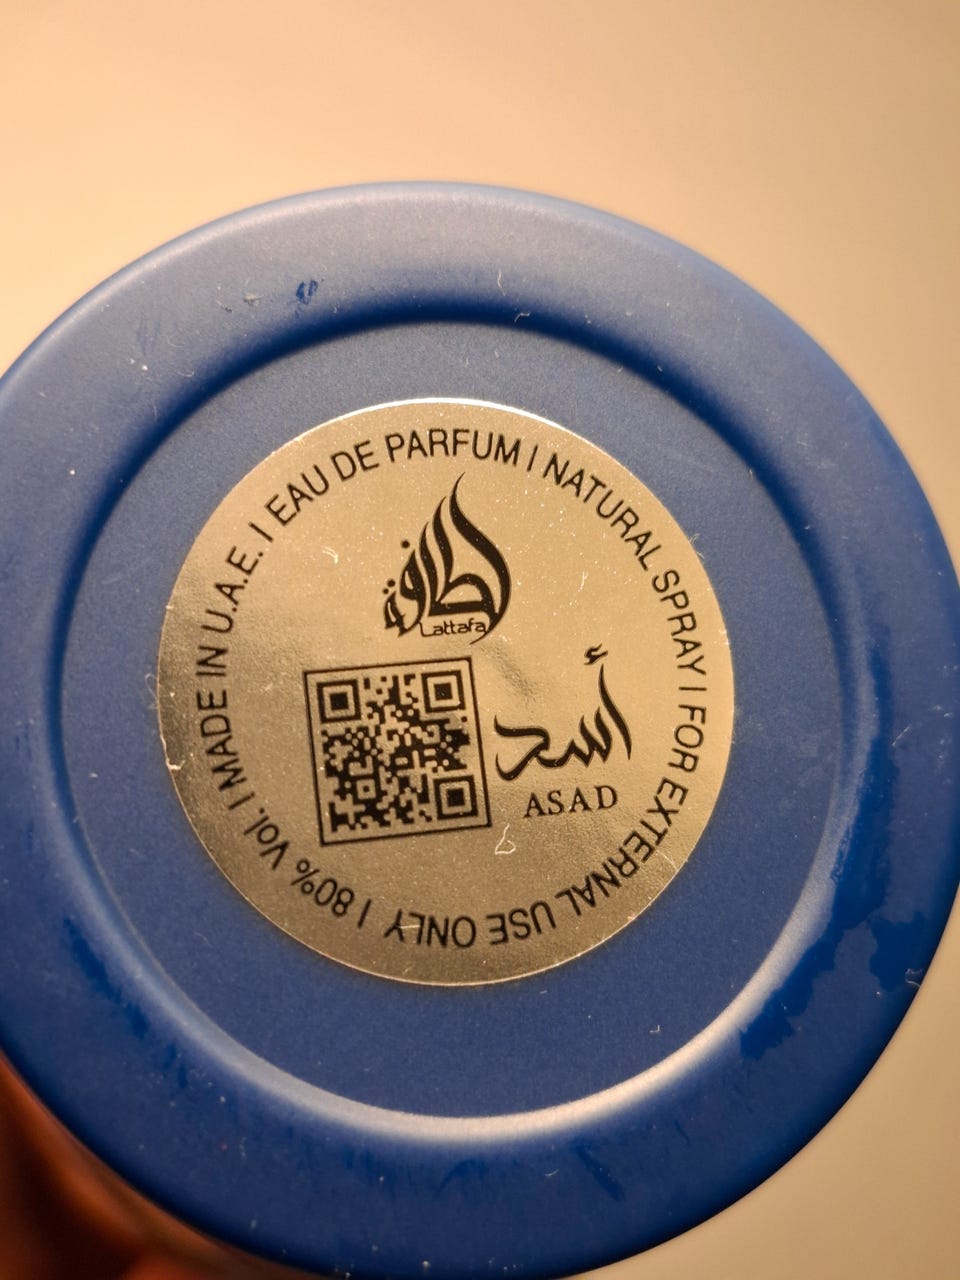 MADE IN U.A.E. | EAU DE PARFUM | NATURAL SPRAY | FOR EXTERNAL USE ONLY | 80% Vol. |
لطافة
Lattafa
أسد
ASAD